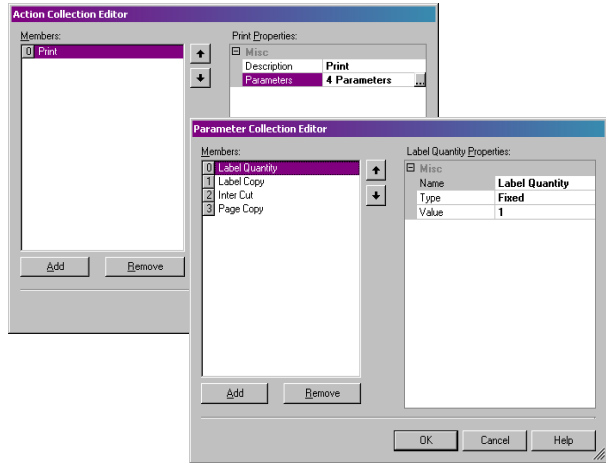 Action Collection Editor
Members:
0 Print
Print Properties:
Misc
Description Print
Parameters 4 Parameters ...
Add Remove
Parameter Collection Editor
Members:
0 Label Quantity
1 Label Copy
2 Inter Cut
3 Page Copy
Label Quantity Properties:
Misc
Name Label Quantity
Type Fixed
Value 1
Add Remove
OK Cancel Help